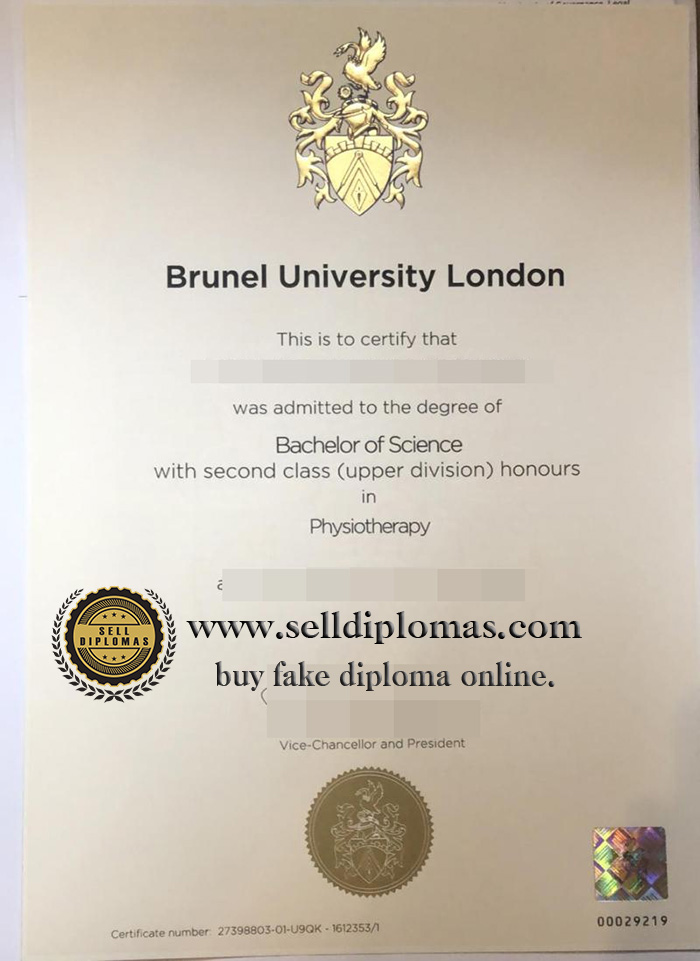 Brunel University London
This is to certify that
was admitted to the degree of
Bachelor of Science
with second class (upper division) honours
in
Physiotherapy
SELL
DIPLOMAS
www.selldiplomas.com
buy fake diploma online.
Vice-Chancellor and President
00029219
Certificate number: 27398803-01-U9QK - 1612353/1